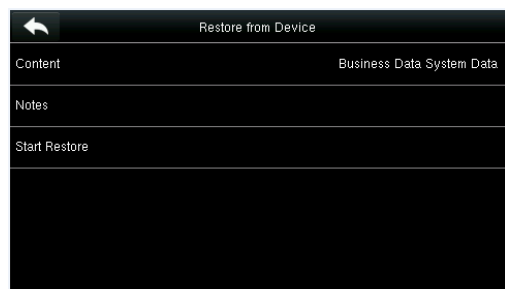 Restore from Device
Content Business Data System Data
Notes
Start Restore